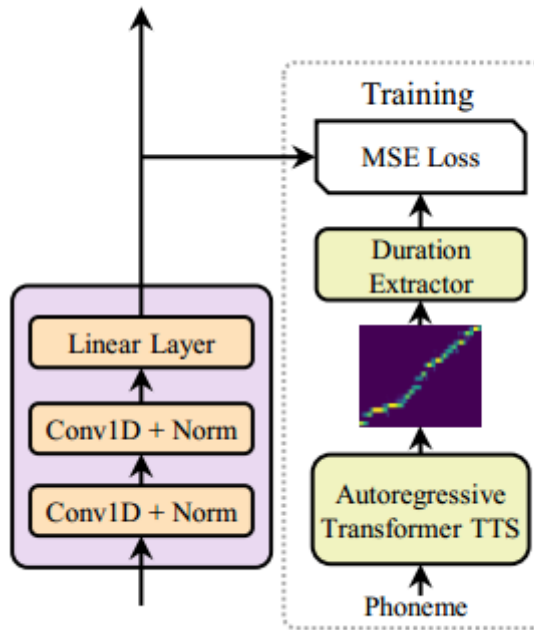 Training
MSE Loss
Duration
Extractor
Linear Layer
Conv1D + Norm
Conv1D + Norm
Autoregressive
Transformer TTS
Phoneme